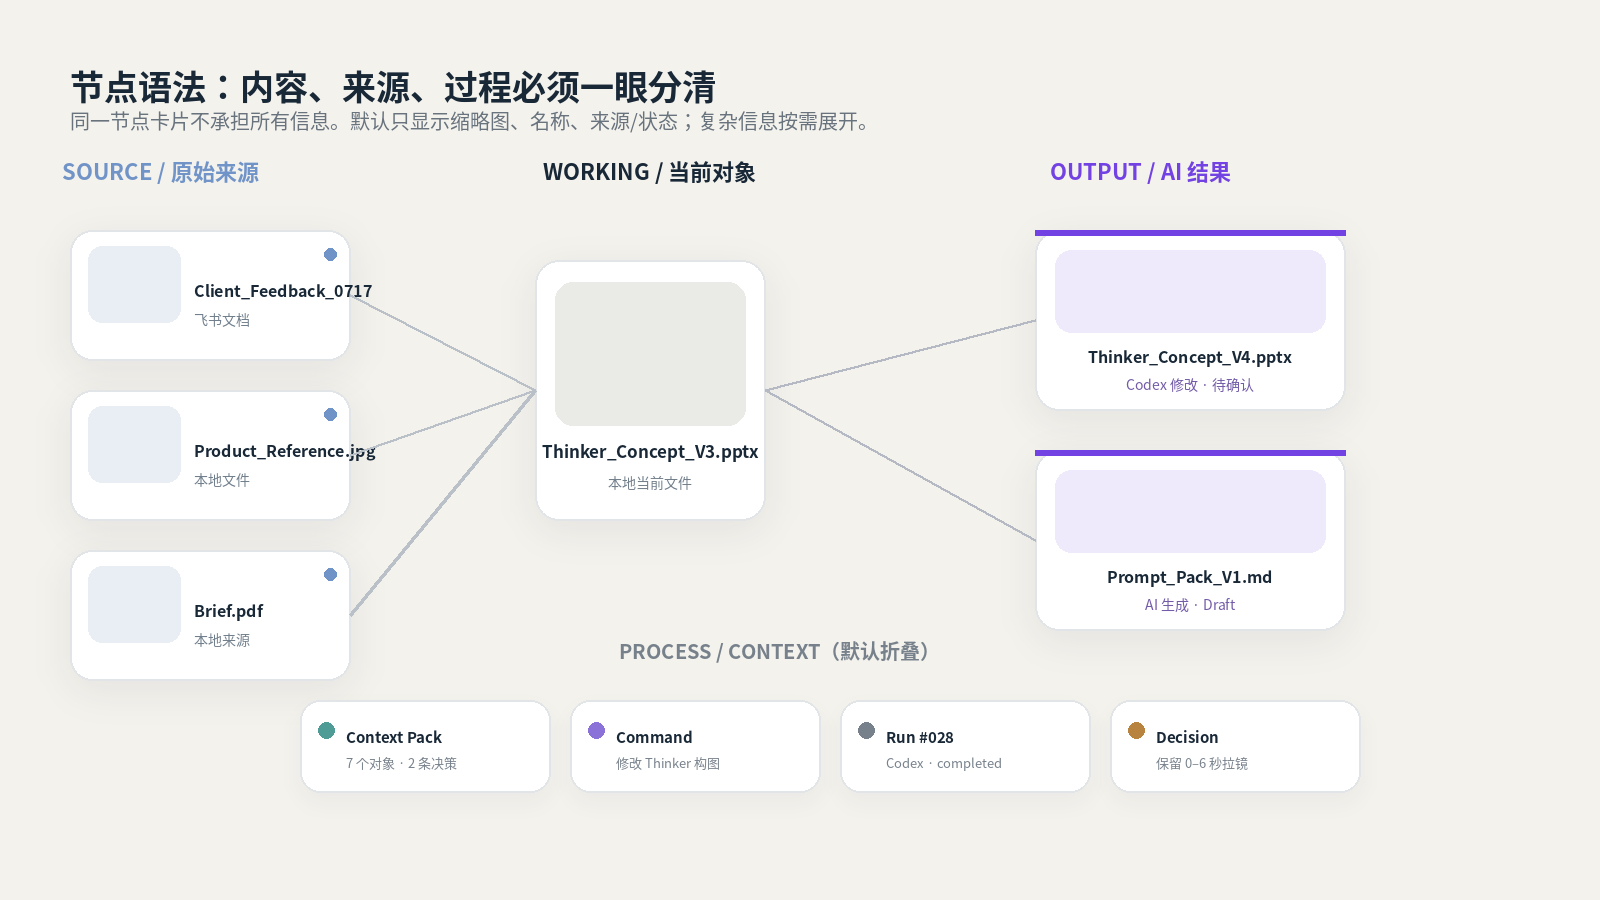 节点语法：内容、来源、过程必须一眼分清
同一节点卡片不承担所有信息。默认只显示缩略图、名称、来源/状态；复杂信息按需展开。
SOURCE / 原始来源
WORKING / 当前对象
OUTPUT / AI 结果
Client_Feedback_0717
飞书文档
Product_Reference.jpg
本地文件
Brief.pdf
本地来源
Thinker_Concept_V3.pptx
本地当前文件
Thinker_Concept_V4.pptx
Codex 修改 · 待确认
Prompt_Pack_V1.md
AI 生成 · Draft
PROCESS / CONTEXT（默认折叠）
Context Pack
7 个对象 · 2 条决策
Command
修改 Thinker 构图
Run #028
Codex · completed
Decision
保留 0–6 秒拉镜